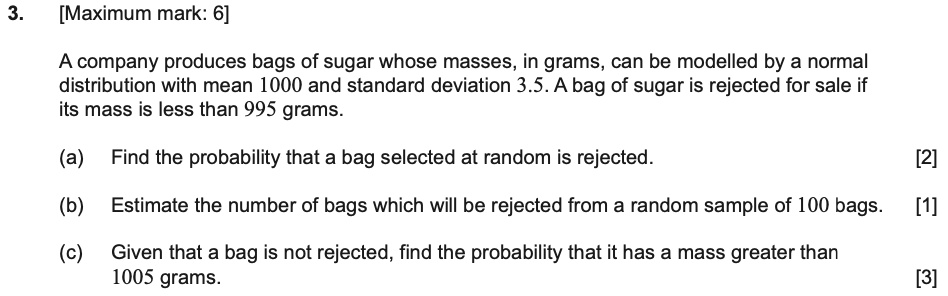 3. [Maximum mark: 6]
A company produces bags of sugar whose masses, in grams, can be modelled by a normal
distribution with mean 1000 and standard deviation 3.5. A bag of sugar is rejected for sale if
its mass is less than 995 grams.
(a) Find the probability that a bag selected at random is rejected. [2]
(b) Estimate the number of bags which will be rejected from a random sample of 100 bags. [1]
(c) Given that a bag is not rejected, find the probability that it has a mass greater than
1005 grams. [3]